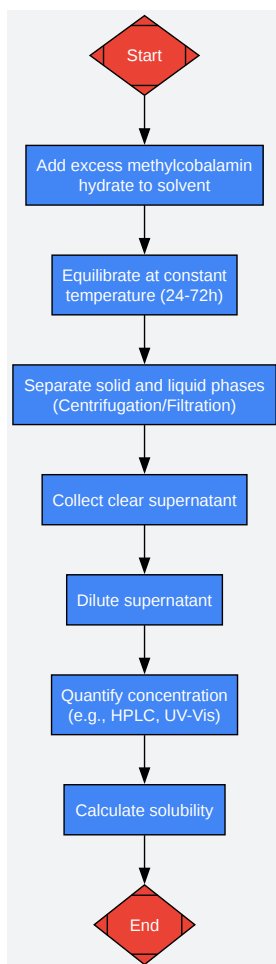 Start
Add excess methylcobalamin
hydrate to solvent
Equilibrate at constant
temperature (24-72h)
Separate solid and liquid phases
(Centrifugation/Filtration)
Collect clear supernatant
Dilute supernatant
Quantify concentration
(e.g., HPLC, UV-Vis)
Calculate solubility
End